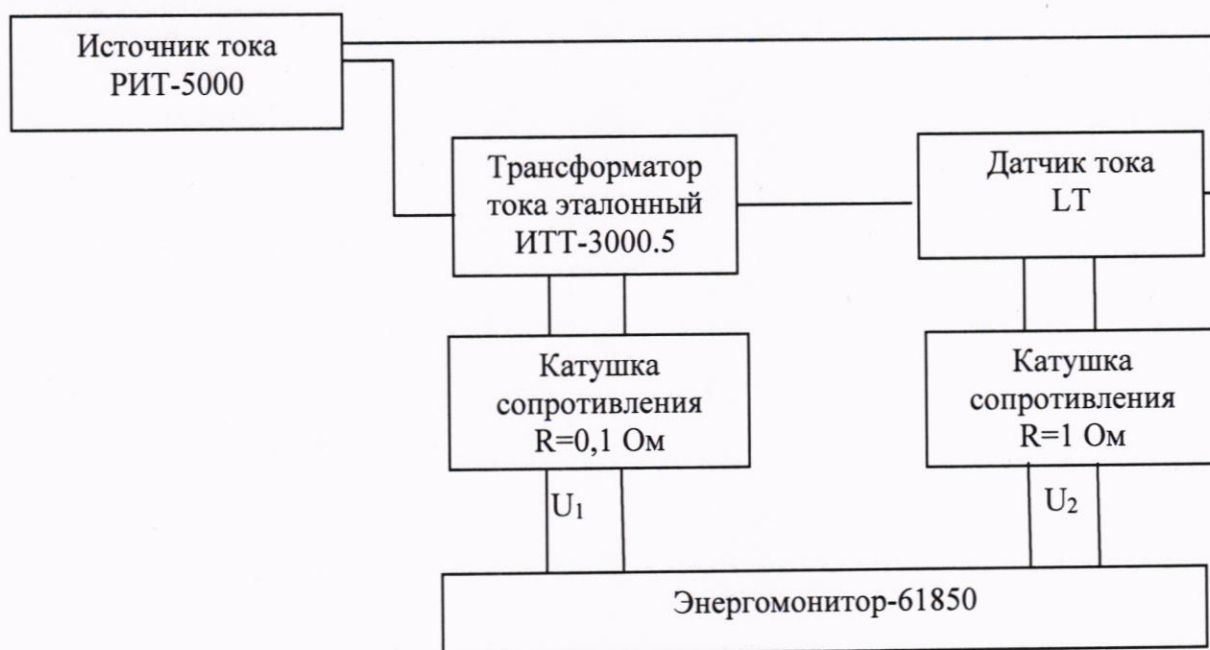 Источник тока
РИТ-5000
Трансформатор
тока эталонный
ИТТ-3000.5
Датчик тока
LT
Катушка
сопротивления
R=0,1 Ом
Катушка
сопротивления
R=1 Ом
U₁
U₂
Энергомонитор-61850